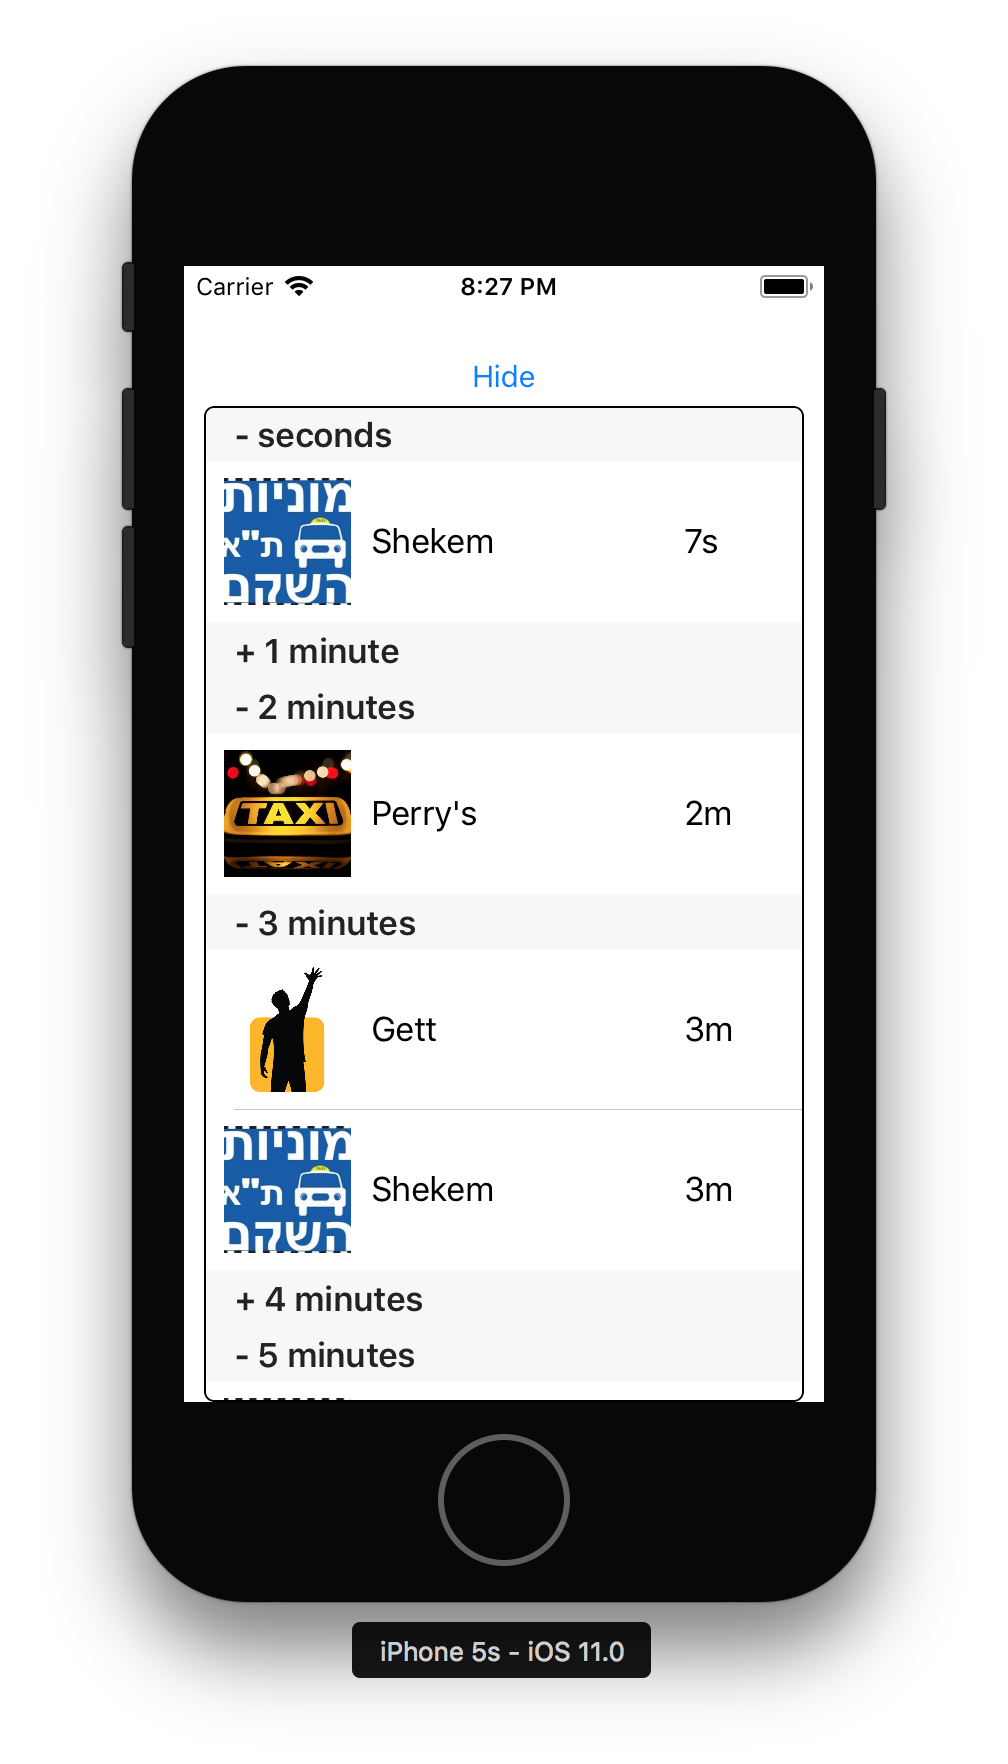 Carrier
8:27 PM
Hide
- seconds
מוניות
ת"א
השקם
Shekem
7s
+ 1 minute
- 2 minutes
TAXI
Perry's
2m
- 3 minutes
Gett
3m
מוניות
ת"א
השקם
Shekem
3m
+ 4 minutes
- 5 minutes
iPhone 5s - iOS 11.0